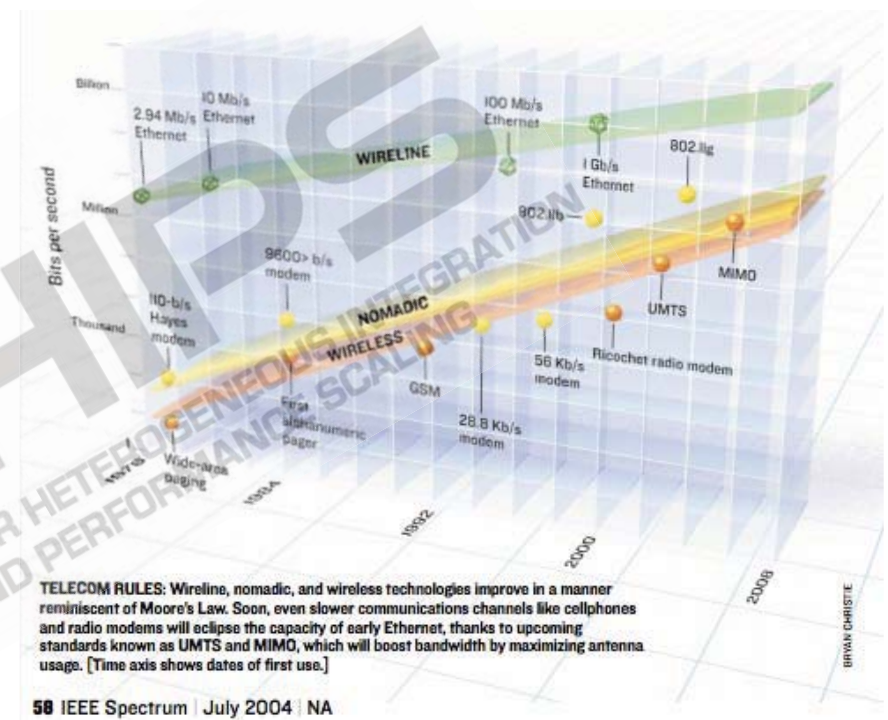 Billion
Million
Thousand
Bits per second
2.94 Mb/s
Ethernet
10 Mb/s
Ethernet
WIRELINE
100 Mb/s
Ethernet
1 Gb/s
Ethernet
802.11g
802.11b
110-b/s
Hayes
modem
9600> b/s
modem
NOMADIC
WIRELESS
MIMO
UMTS
Ricochet radio modem
56 Kb/s
modem
28.8 Kb/s
modem
GSM
First
alphanumeric
pager
Wide-area
paging
1984
1992
2000
2008
HIPS
R HETEROGENEOUS INTEGRATION
D PERFORMANCE SCALING
TELECOM RULES: Wireline, nomadic, and wireless technologies improve in a manner
reminiscent of Moore's Law. Soon, even slower communications channels like cellphones
and radio modems will eclipse the capacity of early Ethernet, thanks to upcoming
standards known as UMTS and MIMO, which will boost bandwidth by maximizing antenna
usage. [Time axis shows dates of first use.]
BRYAN CHRISTIE
58 IEEE Spectrum | July 2004 | NA